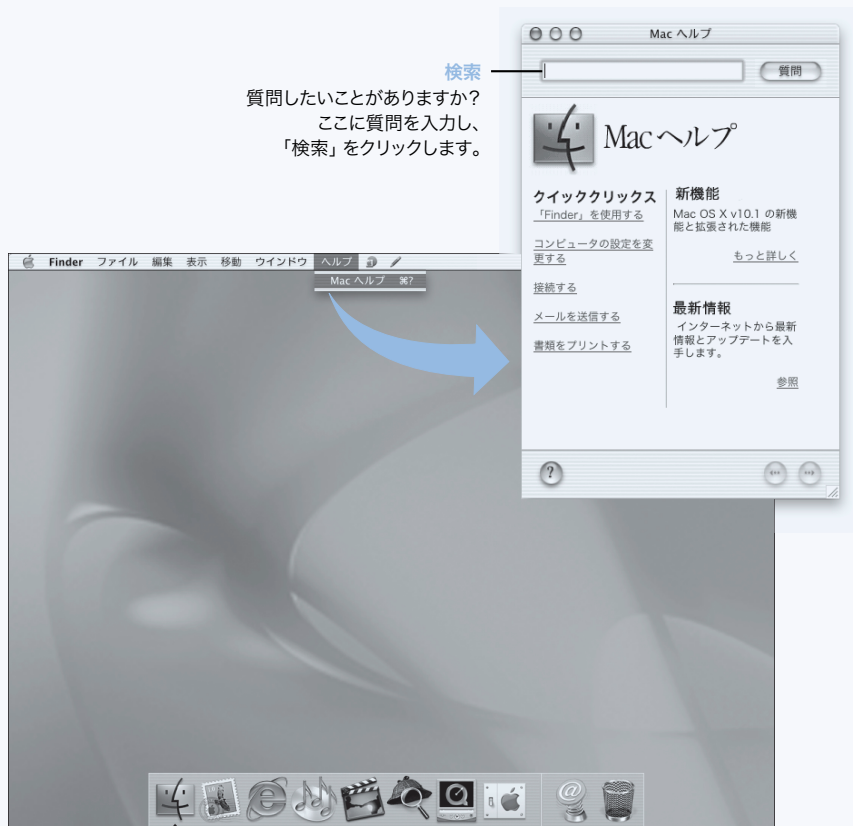 検索
質問したいことがありますか?
ここに質問を入力し、
「検索」をクリックします。
Mac ヘルプ
質問
Mac ヘルプ
クイッククリックス
「Finder」を使用する
コンピュータの設定を変
更する
接続する
メールを送信する
書類をプリントする
新機能
Mac OS X v10.1 の新機
能と拡張された機能
もっと詳しく
最新情報
インターネットから最新
情報とアップデートを入
手します。
参照
?
Finder ファイル 編集 表示 移動 ウインドウ ヘルプ
Mac ヘルプ ⌘?